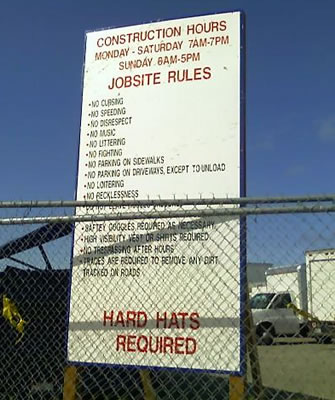 CONSTRUCTION HOURS
MONDAY - SATURDAY 7AM-7PM
SUNDAY 8AM-5PM
JOBSITE RULES
•NO CUBSING
•NO SPEEDING
•NO DISRESPECT
•NO MUSIC
•NO LITTERING
•NO FIGHTING
•NO PARKING ON SIDEWALKS
•NO PARKING ON DRIVEWAYS, EXCEPT TO UNLOAD
•NO LOITERING
•NO RECKLESSNESS
•SAFTEY GOGGLES REQUIRED AS NECESSARY
•HIGH VISIBILITY VEST OR SHIRTS REQUIRED
•NO TRESPASSING AFTER HOURS
ARE REQUIRED TO REMOVE ANY DIRT
TRACKED ON ROADS
HARD HATS
REQUIRED